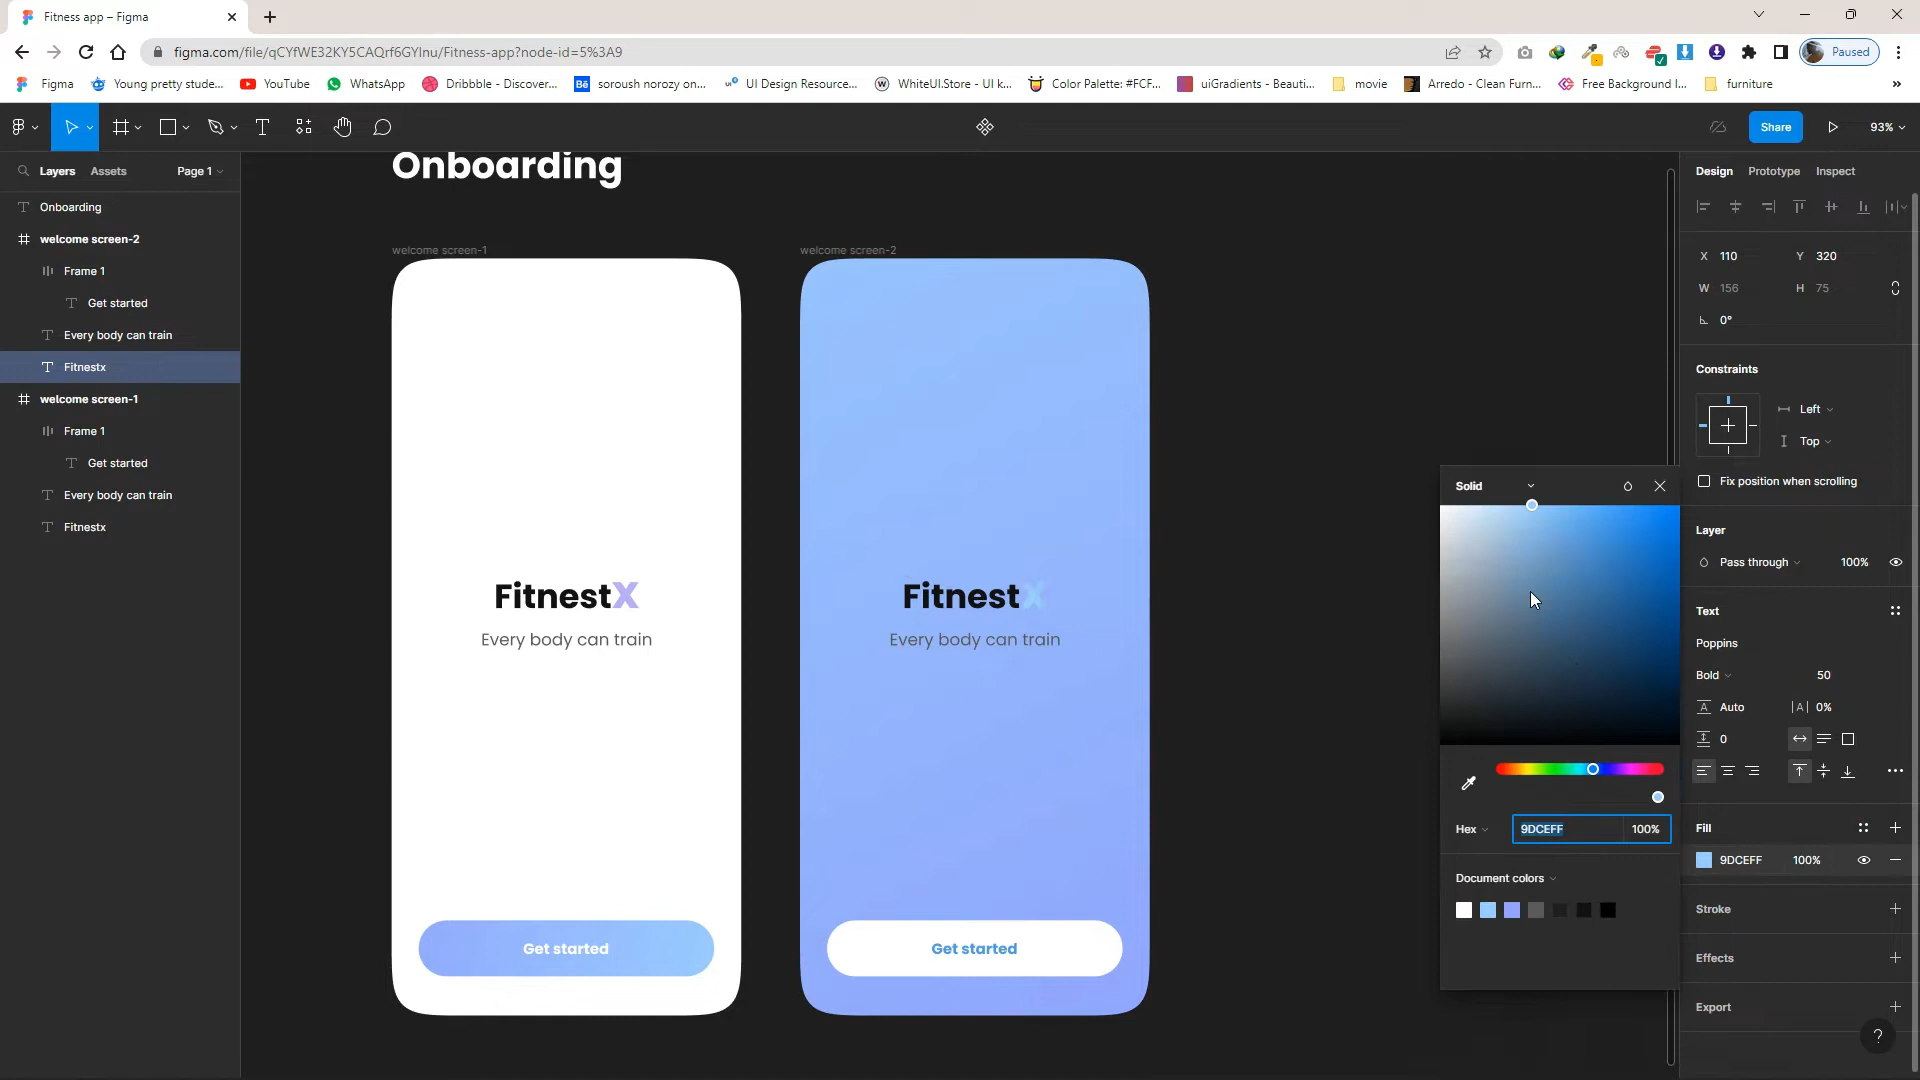 Fitness app – Figma
figma.com/file/qCYfWE32KY5CAQrf6GYlnu/Fitness-app?node-id=5%3A9
Paused
Figma
Young pretty stude...
YouTube
WhatsApp
Dribbble - Discover...
Bē
soroush norozy on...
UI Design Resource...
WhiteUI.Store - UI k...
Color Palette: #FCF...
uiGradients - Beauti...
movie
Arredo - Clean Furn...
Free Background I...
furniture
»
Share
93%
Layers
Assets
Page 1
Onboarding
welcome screen-2
Frame 1
Get started
Every body can train
Fitnestx
welcome screen-1
Frame 1
Get started
Every body can train
Fitnestx
Onboarding
welcome screen-1
FitnestX
Every body can train
Get started
welcome screen-2
FitnestX
Every body can train
Get started
Solid
Hex
9DCEFF
100%
Document colors
Design
Prototype
Inspect
X 110
Y 320
W 156
H 75
0°
Constraints
Left
Top
Fix position when scrolling
Layer
Pass through
100%
Text
Poppins
Bold
50
Auto
0%
0
Fill
9DCEFF
100%
Stroke
Effects
Export
?